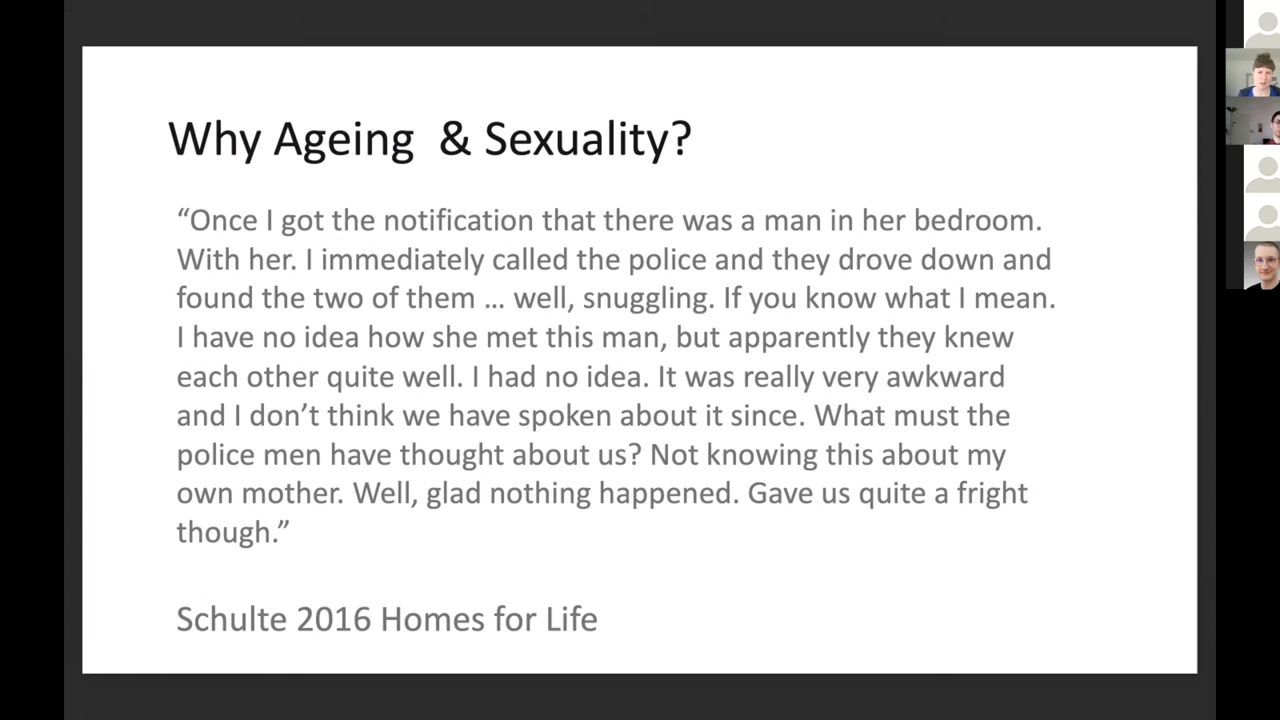 Why Ageing  & Sexuality?
“Once I got the notification that there was a man in her bedroom.
With her. I immediately called the police and they drove down and
found the two of them … well, snuggling. If you know what I mean.
I have no idea how she met this man, but apparently they knew
each other quite well. I had no idea. It was really very awkward
and I don’t think we have spoken about it since. What must the
police men have thought about us? Not knowing this about my
own mother. Well, glad nothing happened. Gave us quite a fright
though.”
Schulte 2016 Homes for Life